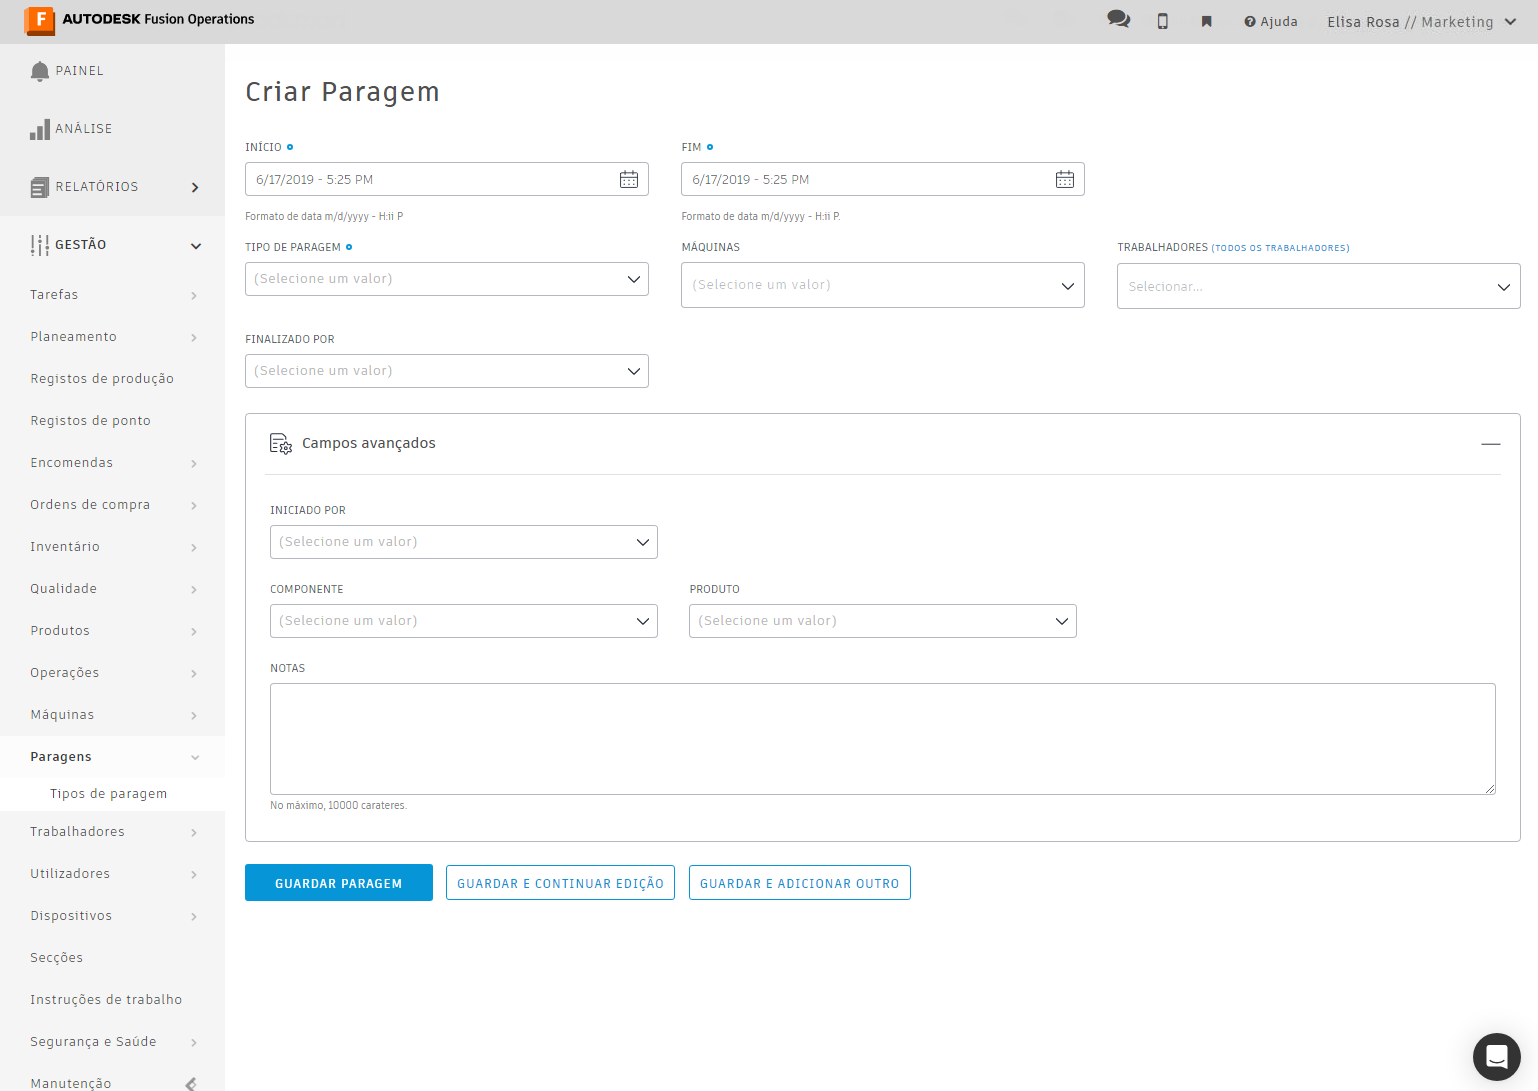 F AUTODESK Fusion Operations
Ajuda
Elisa Rosa // Marketing
PAINEL
ANÁLISE
RELATÓRIOS
GESTÃO
Tarefas
Planeamento
Registos de produção
Registos de ponto
Encomendas
Ordens de compra
Inventário
Qualidade
Produtos
Operações
Máquinas
Paragens
Tipos de paragem
Trabalhadores
Utilizadores
Dispositivos
Secções
Instruções de trabalho
Segurança e Saúde
Manutenção
Criar Paragem
INÍCIO
6/17/2019 - 5:25 PM
Formato de data m/d/yyyy - H:ii P
FIM
6/17/2019 - 5:25 PM
Formato de data m/d/yyyy - H:ii P.
TIPO DE PARAGEM
(Selecione um valor)
MÁQUINAS
(Selecione um valor)
TRABALHADORES (TODOS OS TRABALHADORES)
Selecionar...
FINALIZADO POR
(Selecione um valor)
Campos avançados
INICIADO POR
(Selecione um valor)
COMPONENTE
(Selecione um valor)
PRODUTO
(Selecione um valor)
NOTAS
No máximo, 10000 carateres.
GUARDAR PARAGEM
GUARDAR E CONTINUAR EDIÇÃO
GUARDAR E ADICIONAR OUTRO